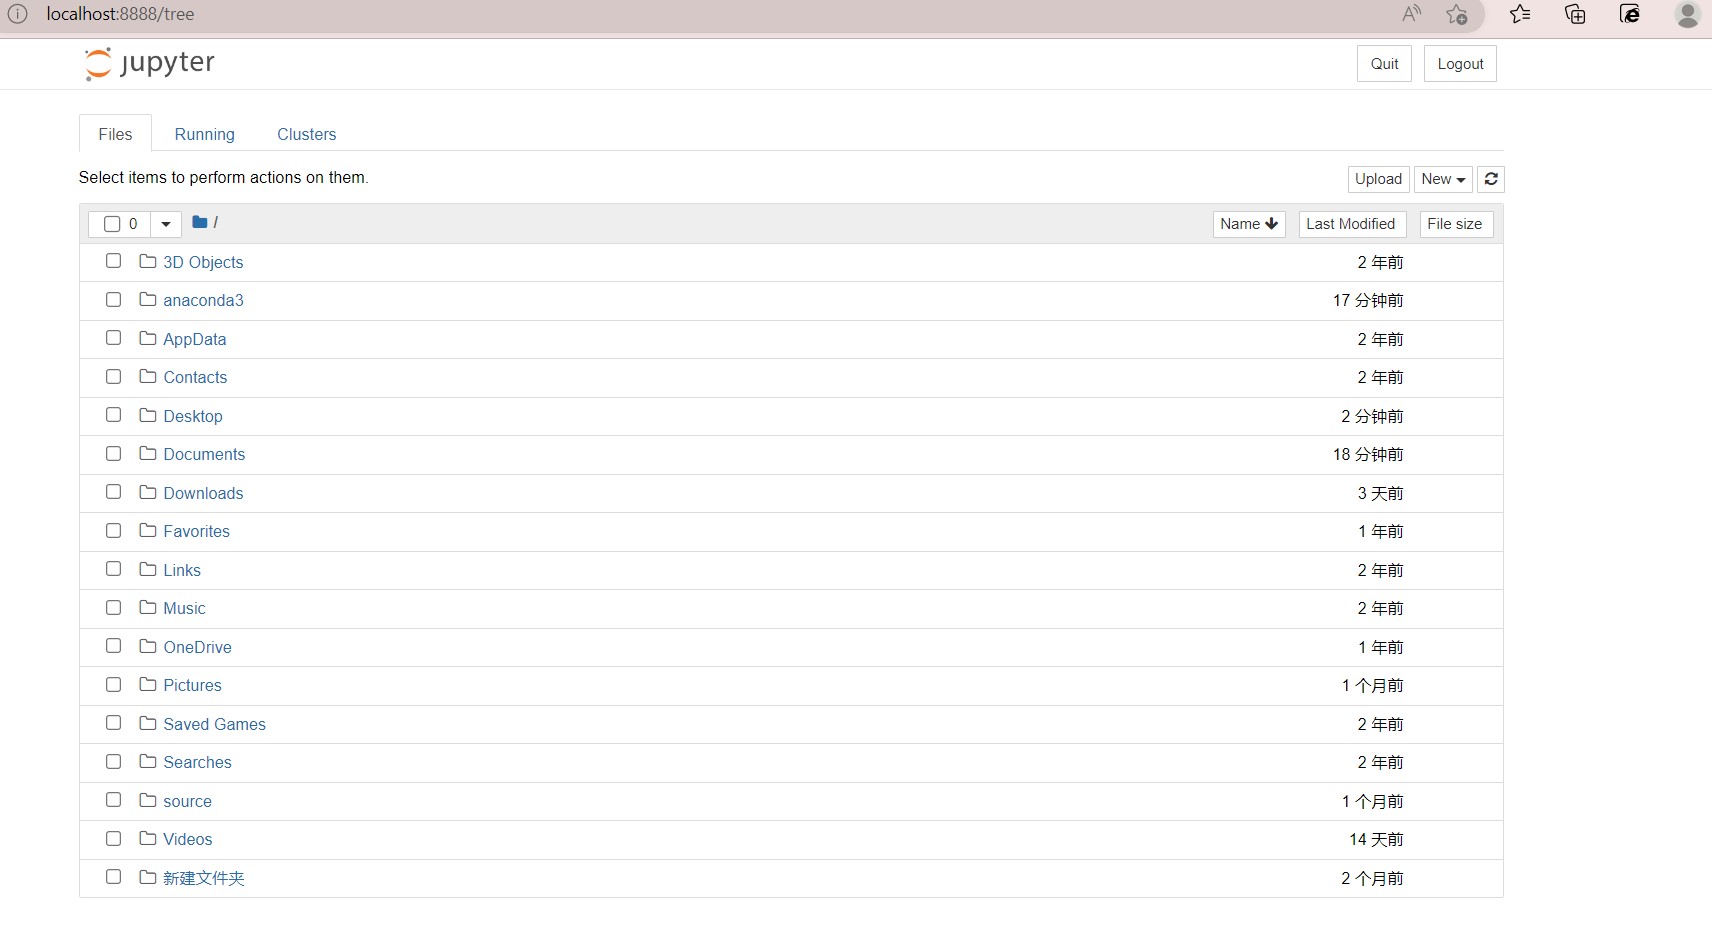 localhost:8888/tree
jupyter
Quit Logout
Files Running Clusters
Select items to perform actions on them.
Upload New
0 / Name Last Modified File size
3D Objects 2 年前
anaconda3 17 分钟前
AppData 2 年前
Contacts 2 年前
Desktop 2 分钟前
Documents 18 分钟前
Downloads 3 天前
Favorites 1 年前
Links 2 年前
Music 2 年前
OneDrive 1 年前
Pictures 1 个月前
Saved Games 2 年前
Searches 2 年前
source 1 个月前
Videos 14 天前
新建文件夹 2 个月前